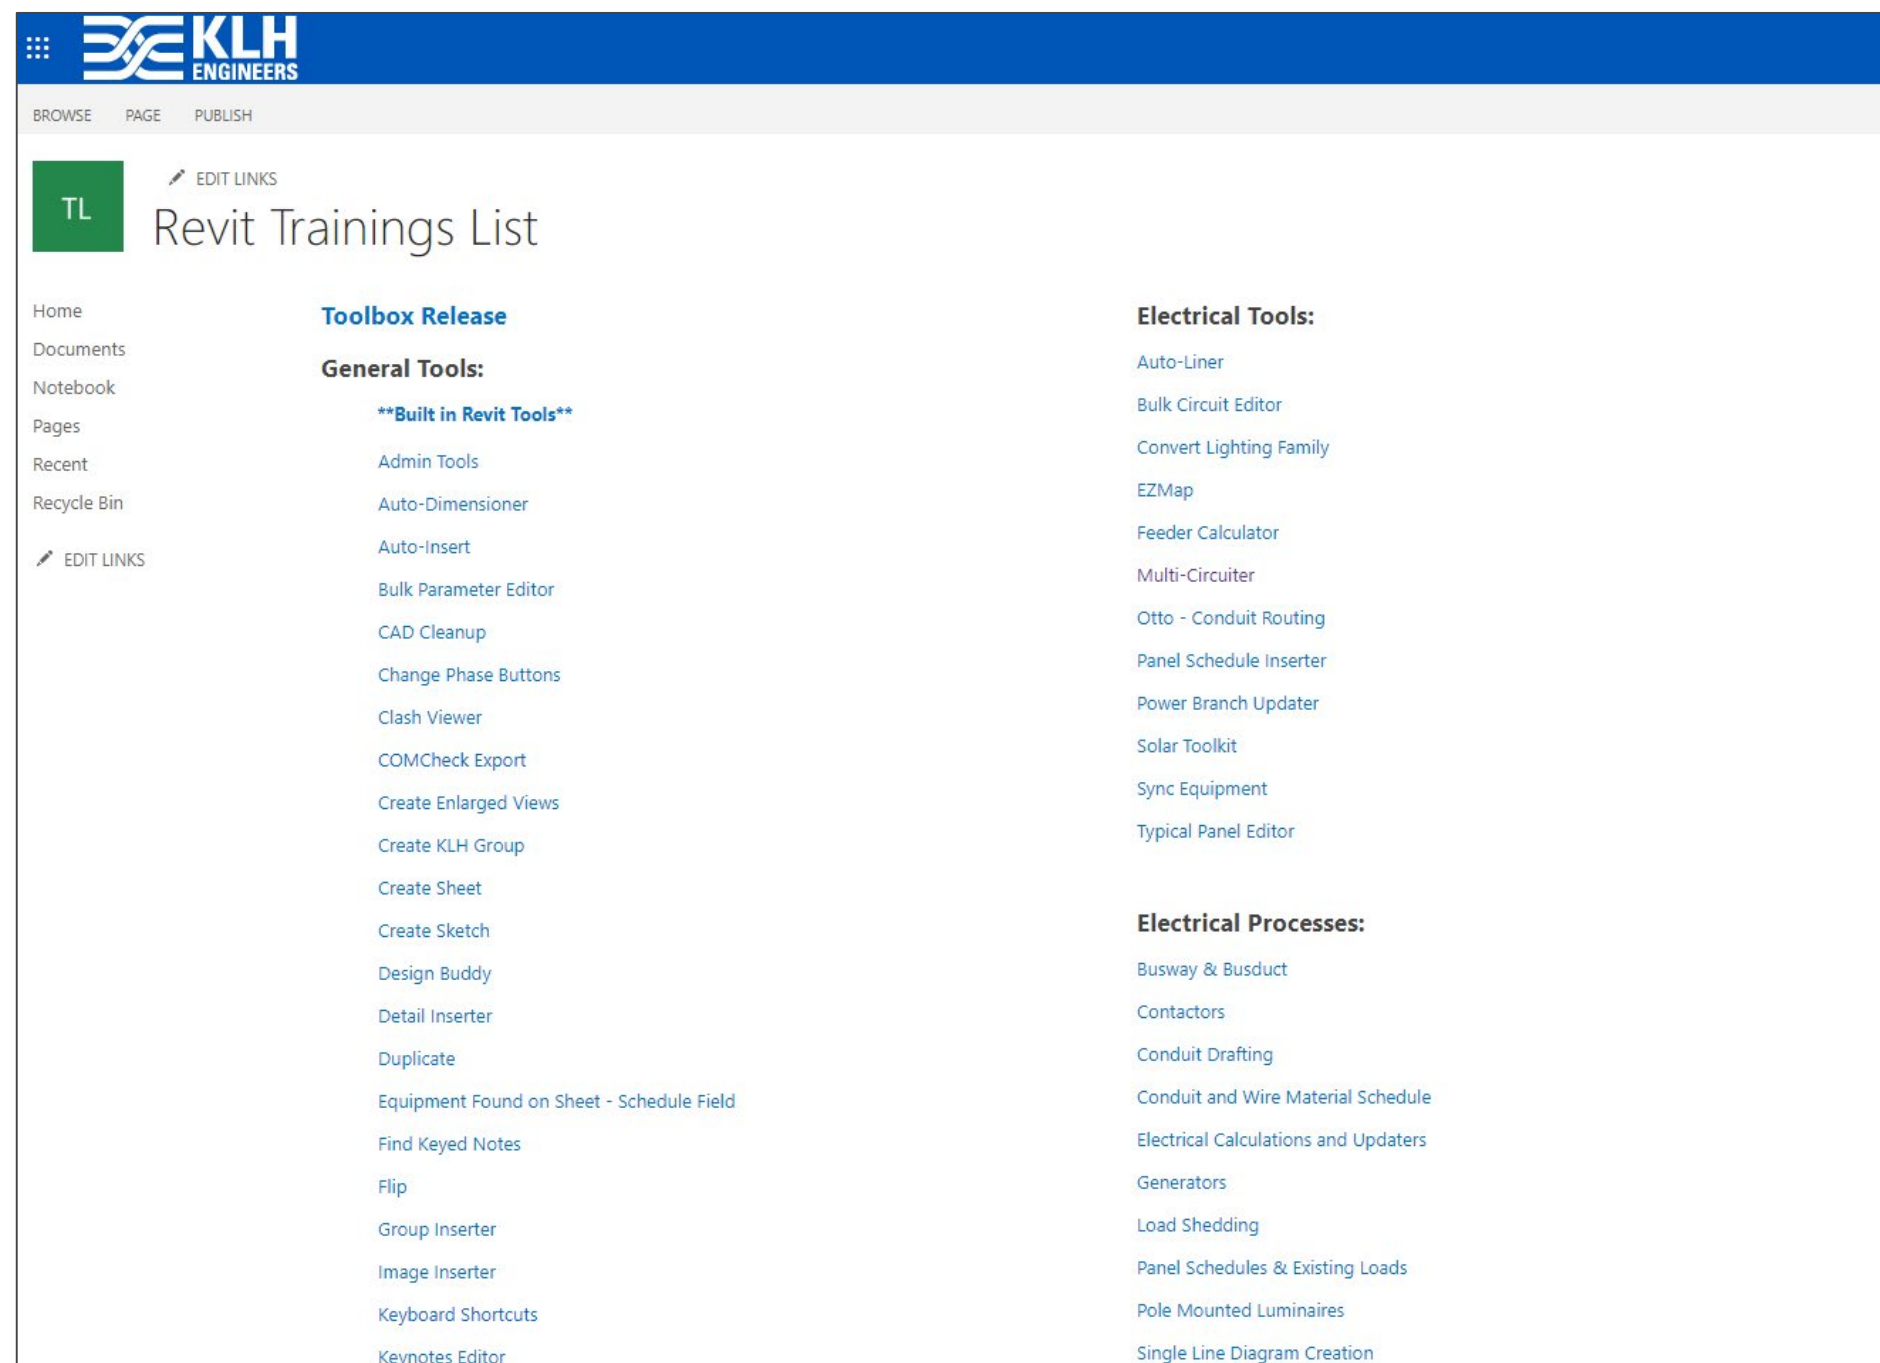 KLH
ENGINEERS
BROWSE PAGE PUBLISH
TL
EDIT LINKS
Revit Trainings List
Home
Documents
Notebook
Pages
Recent
Recycle Bin
EDIT LINKS
Toolbox Release
General Tools:
**Built in Revit Tools**
Admin Tools
Auto-Dimensioner
Auto-Insert
Bulk Parameter Editor
CAD Cleanup
Change Phase Buttons
Clash Viewer
COMCheck Export
Create Enlarged Views
Create KLH Group
Create Sheet
Create Sketch
Design Buddy
Detail Inserter
Duplicate
Equipment Found on Sheet - Schedule Field
Find Keyed Notes
Flip
Group Inserter
Image Inserter
Keyboard Shortcuts
Keynotes Editor
Electrical Tools:
Auto-Liner
Bulk Circuit Editor
Convert Lighting Family
EZMap
Feeder Calculator
Multi-Circuiter
Otto - Conduit Routing
Panel Schedule Inserter
Power Branch Updater
Solar Toolkit
Sync Equipment
Typical Panel Editor
Electrical Processes:
Busway & Busduct
Contactors
Conduit Drafting
Conduit and Wire Material Schedule
Electrical Calculations and Updaters
Generators
Load Shedding
Panel Schedules & Existing Loads
Pole Mounted Luminaires
Single Line Diagram Creation